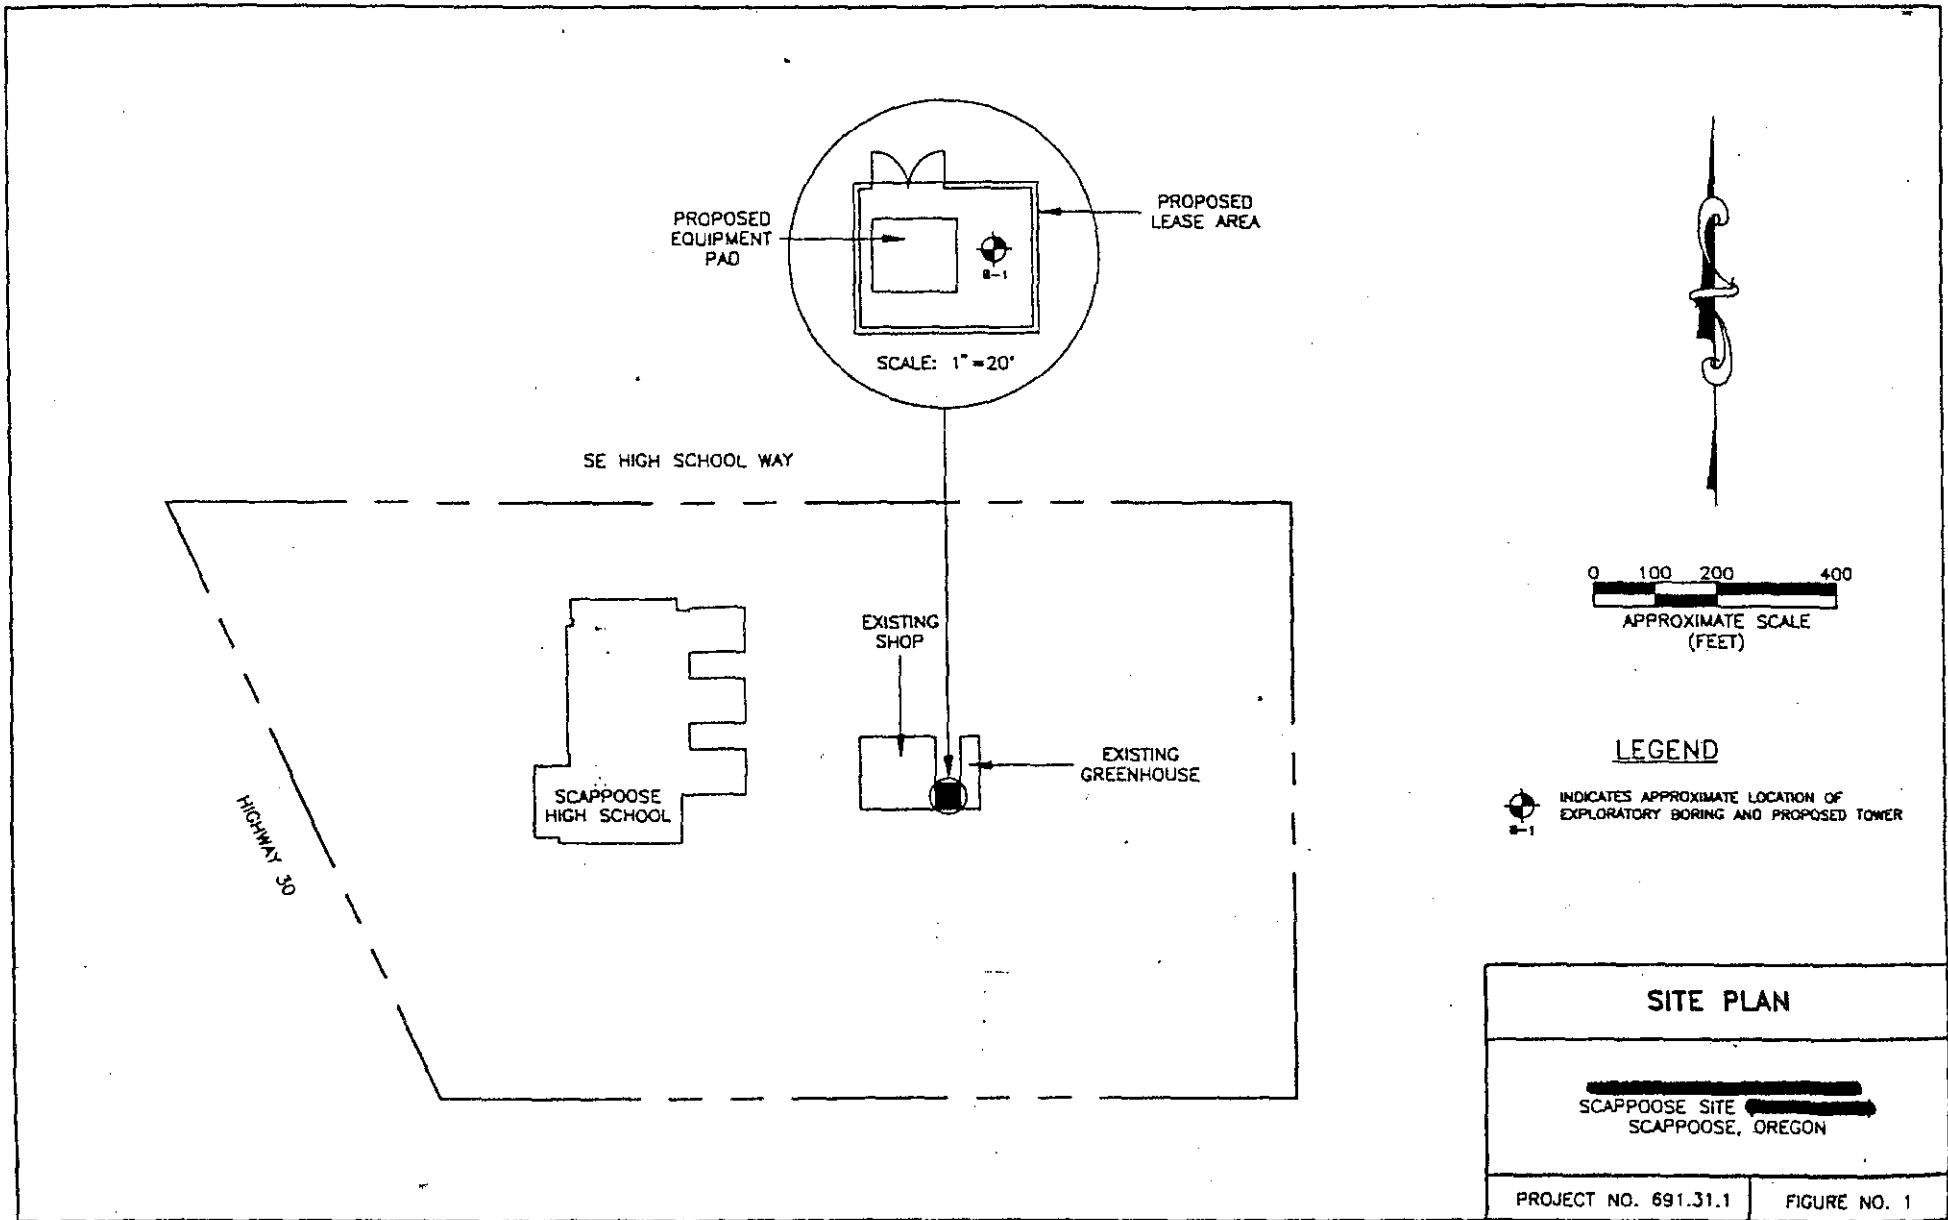 PROPOSED
EQUIPMENT
PAD
B-1
PROPOSED
LEASE AREA
SCALE: 1"=20'
SE HIGH SCHOOL WAY
0 100 200 400
APPROXIMATE SCALE
(FEET)
EXISTING
SHOP
EXISTING
GREENHOUSE
SCAPPOOSE
HIGH SCHOOL
HIGHWAY 30
LEGEND
INDICATES APPROXIMATE LOCATION OF
EXPLORATORY BORING AND PROPOSED TOWER
B-1
SITE PLAN
SCAPPOOSE SITE
SCAPPOOSE, OREGON
PROJECT NO. 691.31.1
FIGURE NO. 1